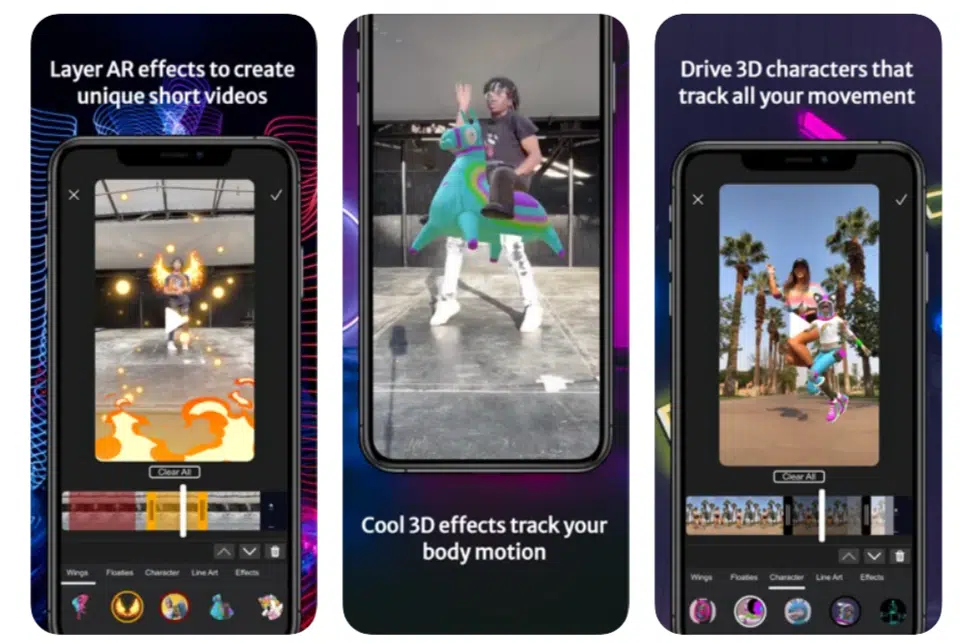 Layer AR effects to create
unique short videos
Clear All
Wings Floaties Character Line Art Effects
Cool 3D effects track your
body motion
Drive 3D characters that
track all your movement
Clear All
Wings Floaties Character Line Art Effects